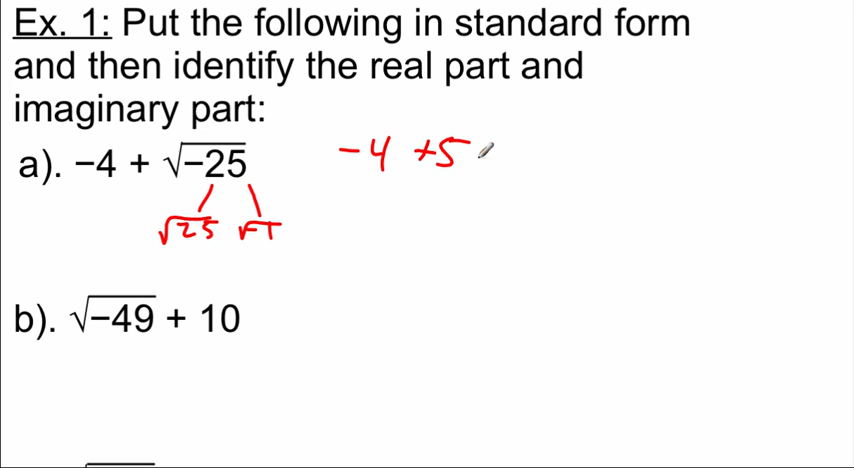 Ex. 1: Put the following in standard form
and then identify the real part and
imaginary part:
a). −4 + √−25 -4 +5
√25 √-1
b). √−49 + 10